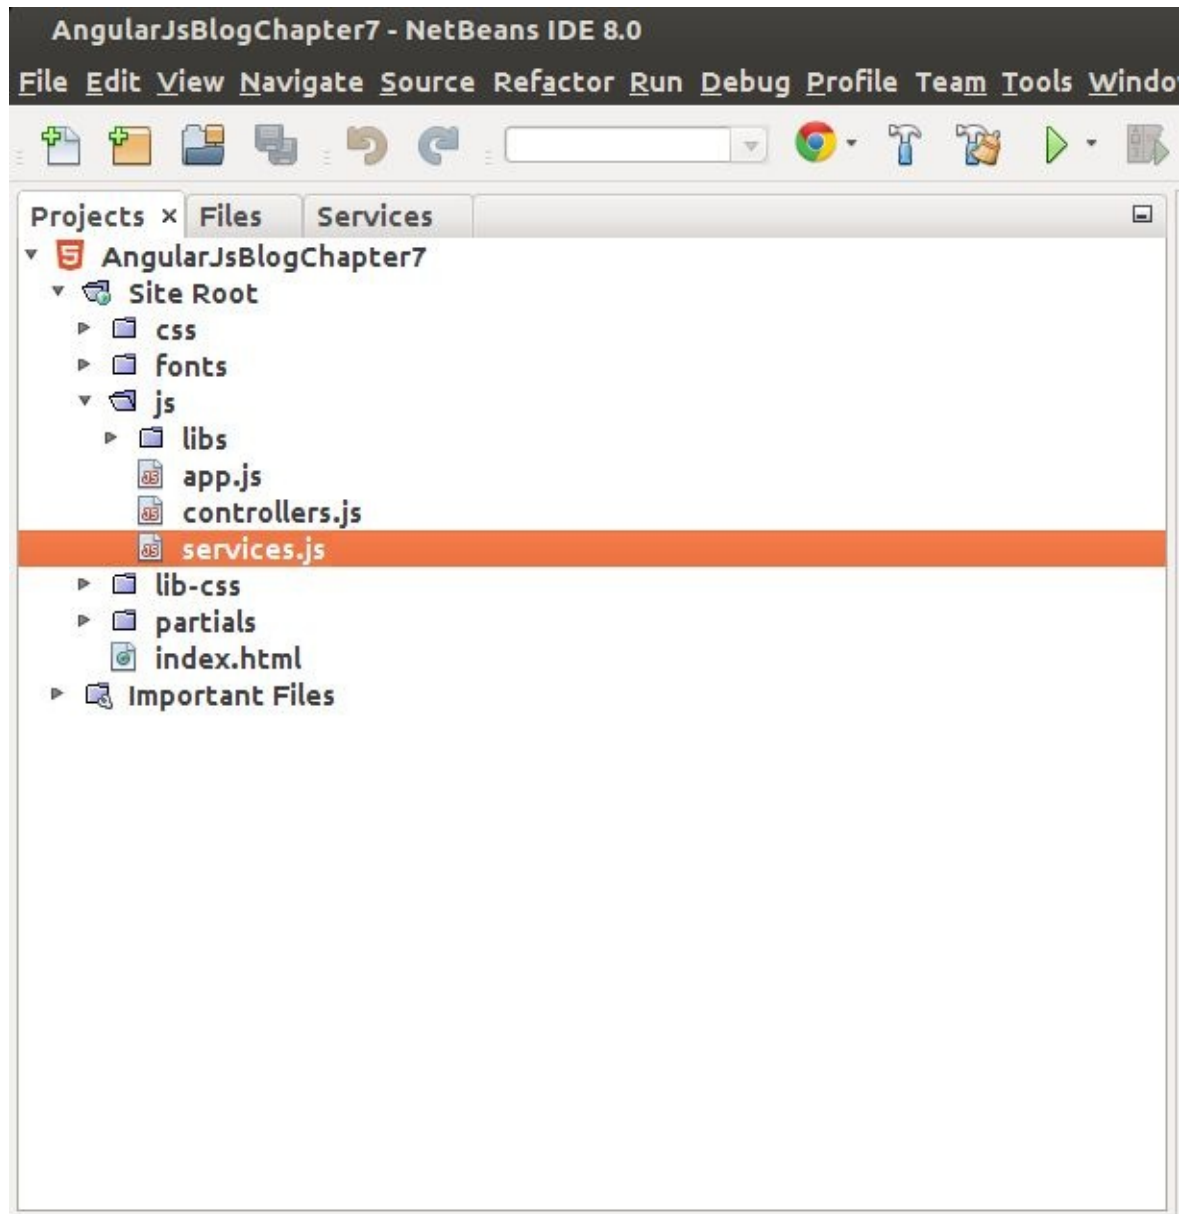 AngularJsBlogChapter7 - NetBeans IDE 8.0
File Edit View Navigate Source Refactor Run Debug Profile Team Tools Windo
Projects × Files Services
AngularJsBlogChapter7
Site Root
css
fonts
js
libs
app.js
controllers.js
services.js
lib-css
partials
index.html
Important Files